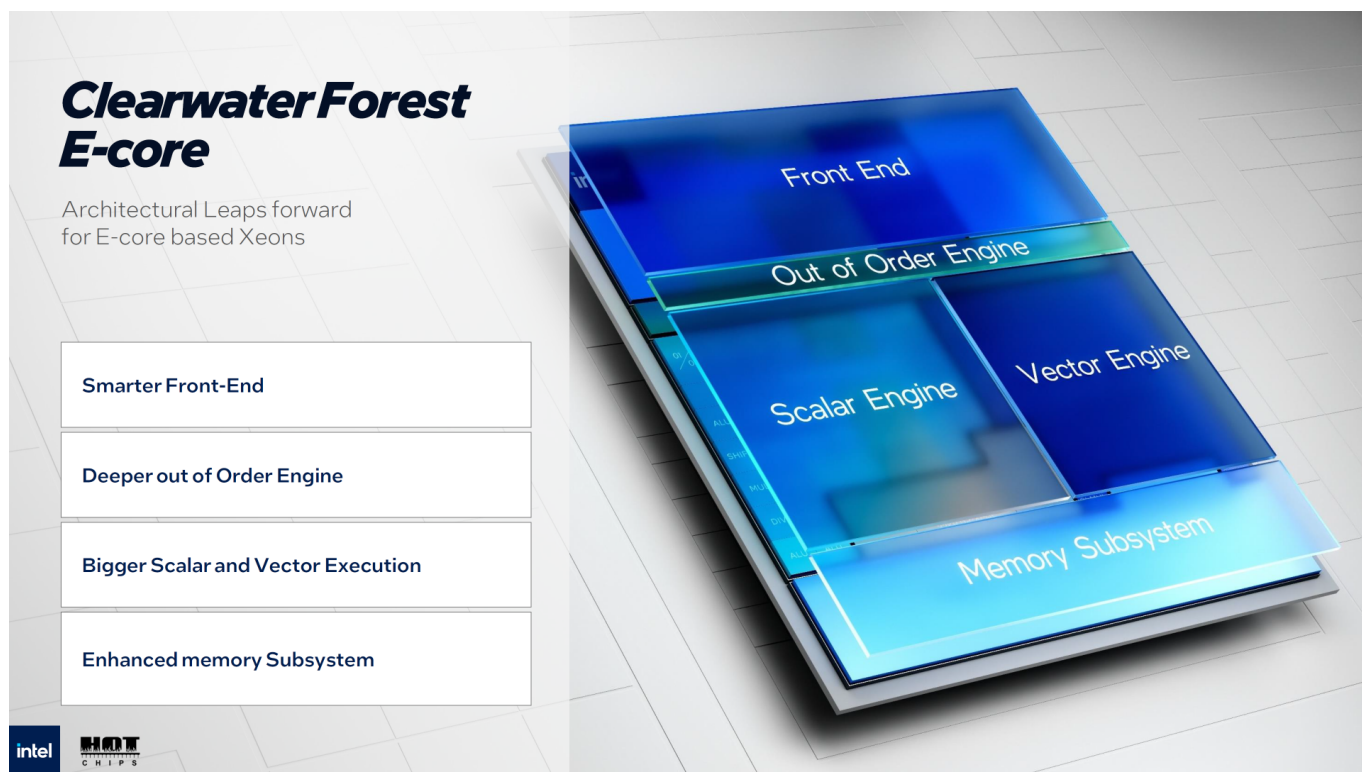 Clearwater Forest
E-core
Architectural Leaps forward
for E-core based Xeons
Smarter Front-End
Deeper out of Order Engine
Bigger Scalar and Vector Execution
Enhanced memory Subsystem
Front End
Out of Order Engine
Scalar Engine
Vector Engine
Memory Subsystem
intel
HOT
CHIPS